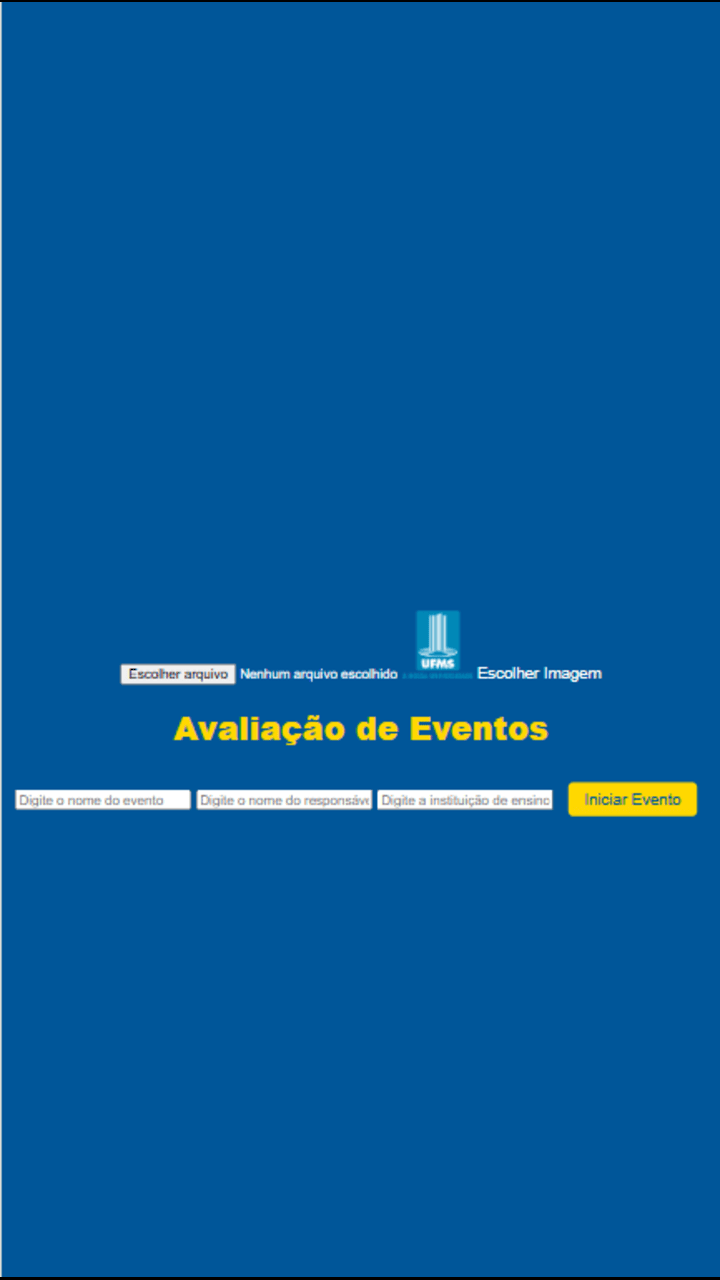 UFMS
Escolher arquivo Nenhum arquivo escolhido Escolher Imagem
Avaliação de Eventos
Digite o nome do evento Digite o nome do responsáve Digite a instituição de ensino Iniciar Evento